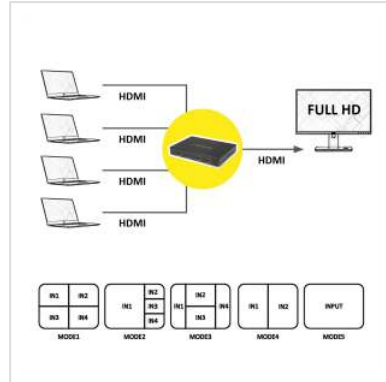 HDMI
HDMI
HDMI
HDMI
HDMI
FULL HD
IN1 IN2
IN3 IN4
MODE1
IN1 IN2
IN3
IN4
MODE2
IN1 IN2 IN4
IN3
MODE3
IN1 IN2
MODE4
INPUT
MODE5